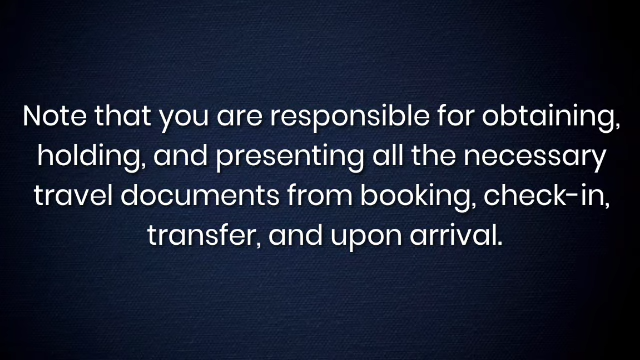 Note that you are responsible for obtaining,
holding, and presenting all the necessary
travel documents from booking, check-in,
transfer, and upon arrival.